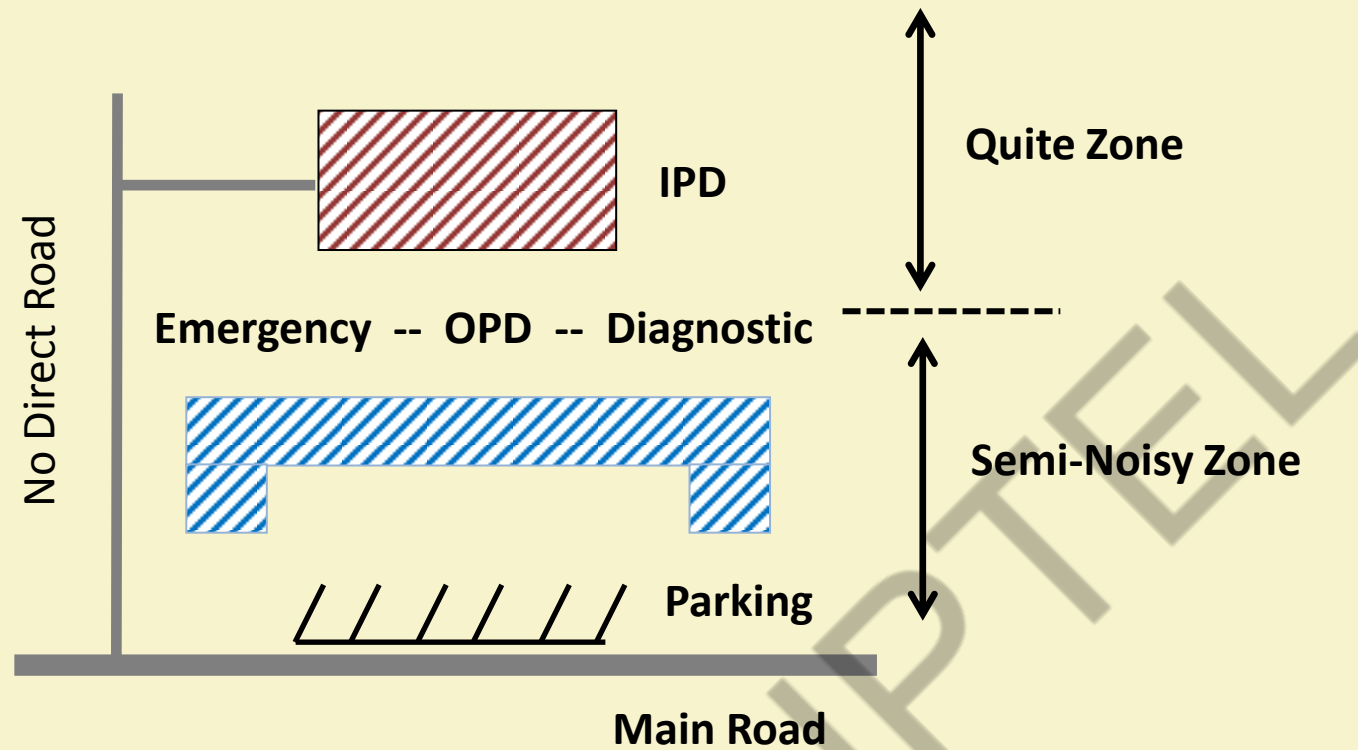 Quite Zone
IPD
No Direct Road
Emergency -- OPD -- Diagnostic
Semi-Noisy Zone
Parking
Main Road